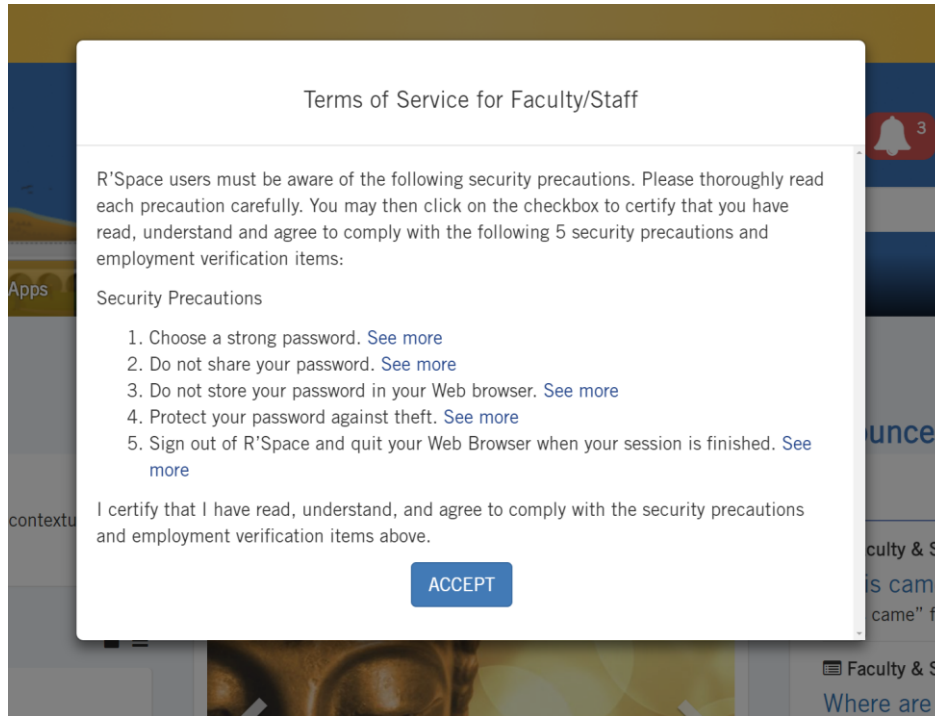 Terms of Service for Faculty/Staff
3
R'Space users must be aware of the following security precautions. Please thoroughly read
each precaution carefully. You may then click on the checkbox to certify that you have
read, understand and agree to comply with the following 5 security precautions and
employment verification items:
Apps
Security Precautions
1. Choose a strong password. See more
2. Do not share your password. See more
3. Do not store your password in your Web browser. See more
4. Protect your password against theft. See more
5. Sign out of R'Space and quit your Web Browser when your session is finished. See
more
ounce
I certify that I have read, understand, and agree to comply with the security precautions
and employment verification items above.
contextu
ACCEPT
culty & S
is cam
came" f
Faculty & S
Where are